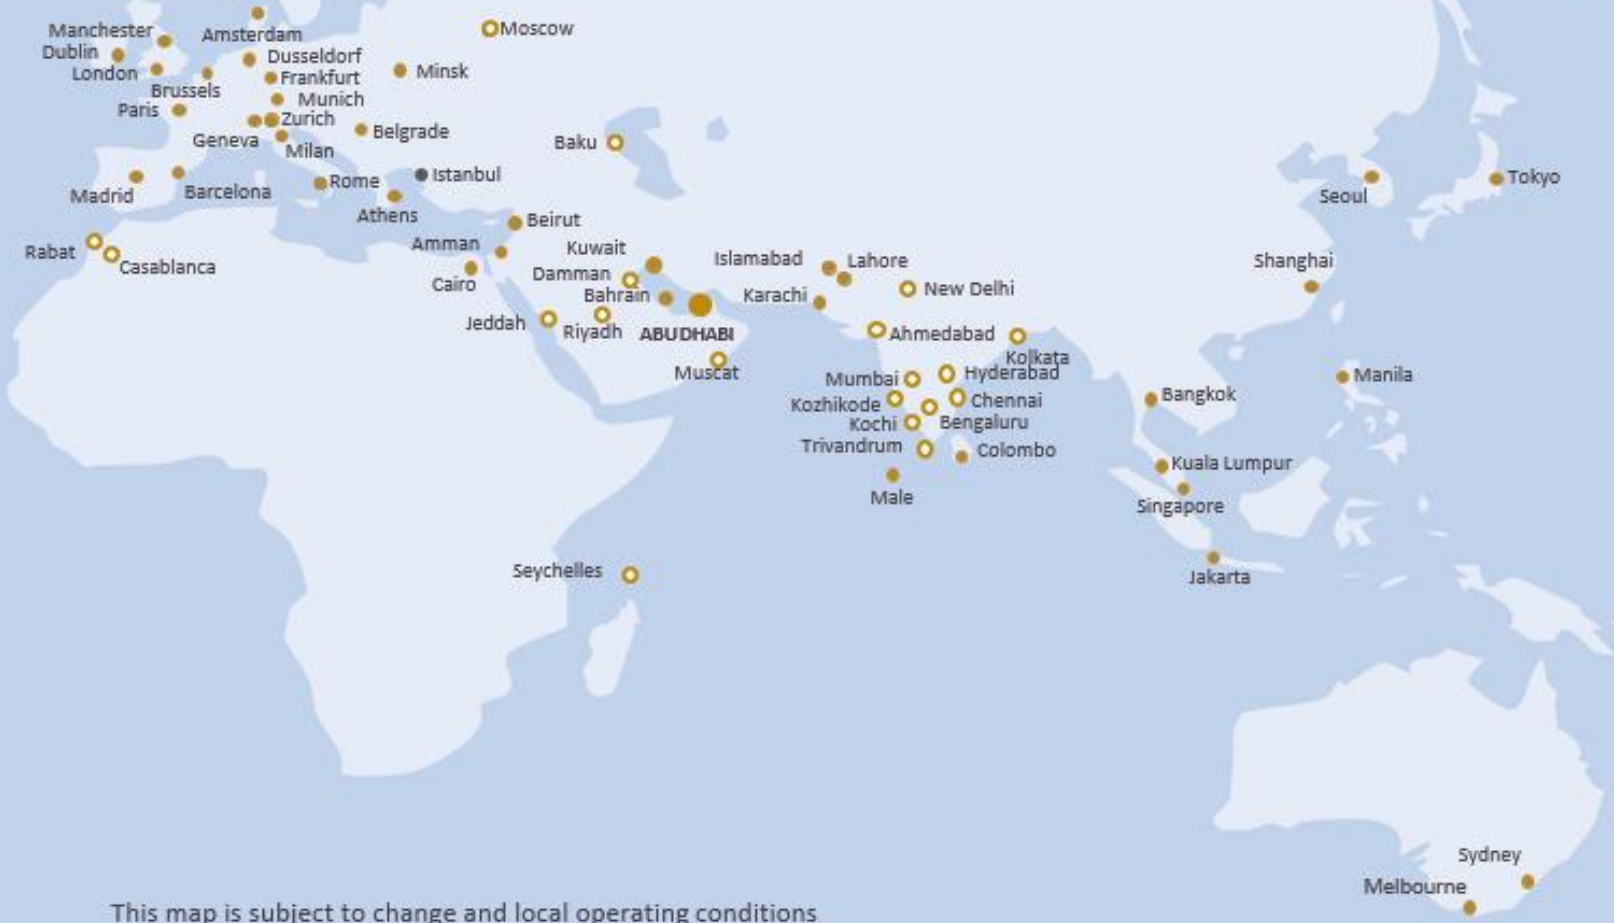 Moscow
Manchester
Amsterdam
Dublin
Dusseldorf
London
Frankfurt
Minsk
Brussels
Munich
Paris
Zurich
Belgrade
Geneva
Milan
Baku
Istanbul
Rome
Madrid
Barcelona
Athens
Seoul
Tokyo
Beirut
Amman
Kuwait
Rabat
Casablanca
Islamabad
Lahore
Shanghai
Damman
Cairo
New Delhi
Bahrain
Karachi
Jeddah
Riyadh
ABU DHABI
Ahmedabad
Kolkata
Muscat
Mumbai
Hyderabad
Manila
Bangkok
Kozhikode
Chennai
Kochi
Bengaluru
Trivandrum
Colombo
Kuala Lumpur
Male
Singapore
Seychelles
Jakarta
Sydney
Melbourne
This map is subject to change and local operating conditions